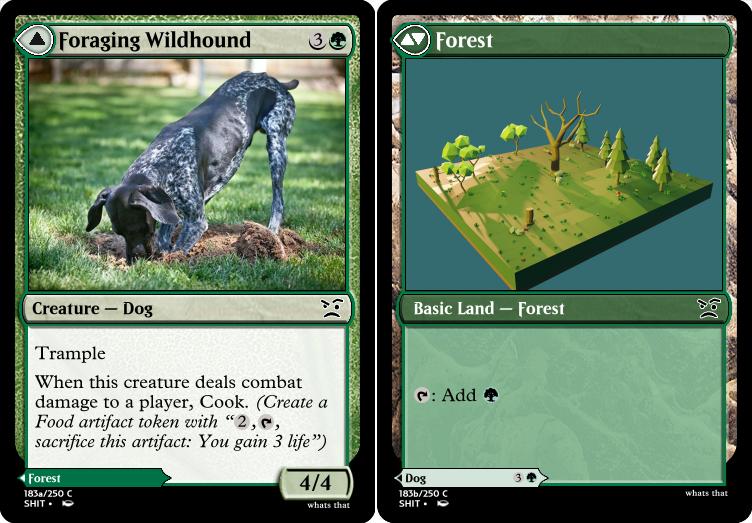 Foraging Wildhound 3
Creature — Dog
Trample
When this creature deals combat
damage to a player, Cook. (Create a
Food artifact token with “2, ,
sacrifice this artifact: You gain 3 life”)
Forest
4/4
183a/250 C
SHIT •
whats that
Forest
Basic Land — Forest
: Add
Dog 3
183b/250 C
SHIT •
whats that